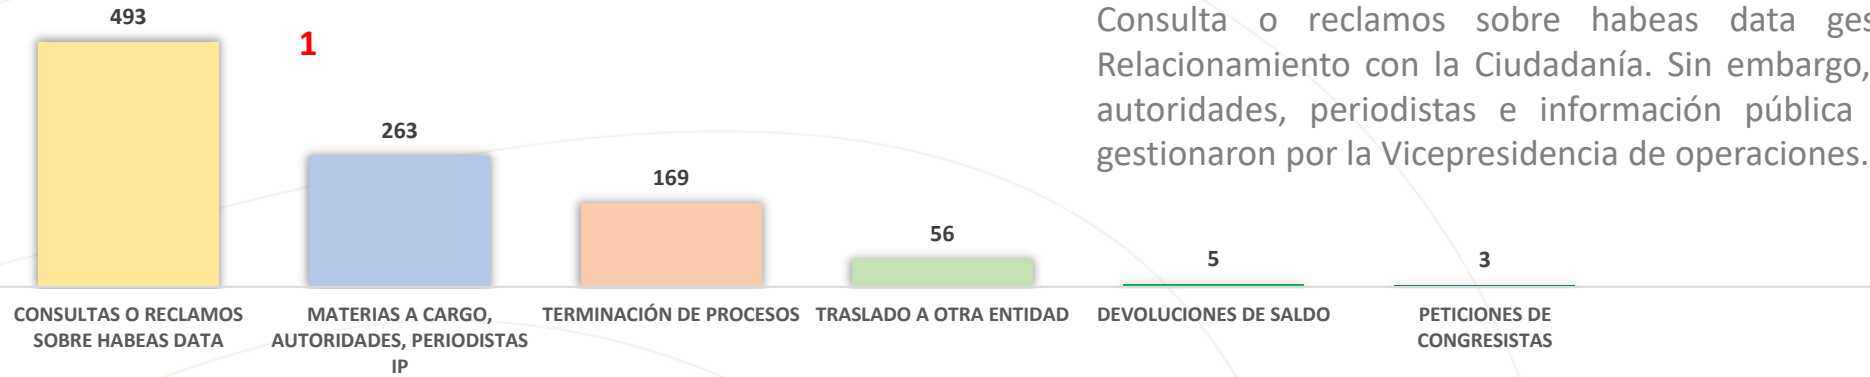 493
1
263
169
56
5
3
CONSULTAS O RECLAMOS
SOBRE HABEAS DATA
MATERIAS A CARGO,
AUTORIDADES, PERIODISTAS
IP
TERMINACIÓN DE PROCESOS
TRASLADO A OTRA ENTIDAD
DEVOLUCIONES DE SALDO
PETICIONES DE
CONGRESISTAS
Consulta o reclamos sobre habeas data
Relacionamiento con la Ciudadanía. Sin embargo,
autoridades, periodistas e información pública
gestionaron por la Vicepresidencia de operaciones.